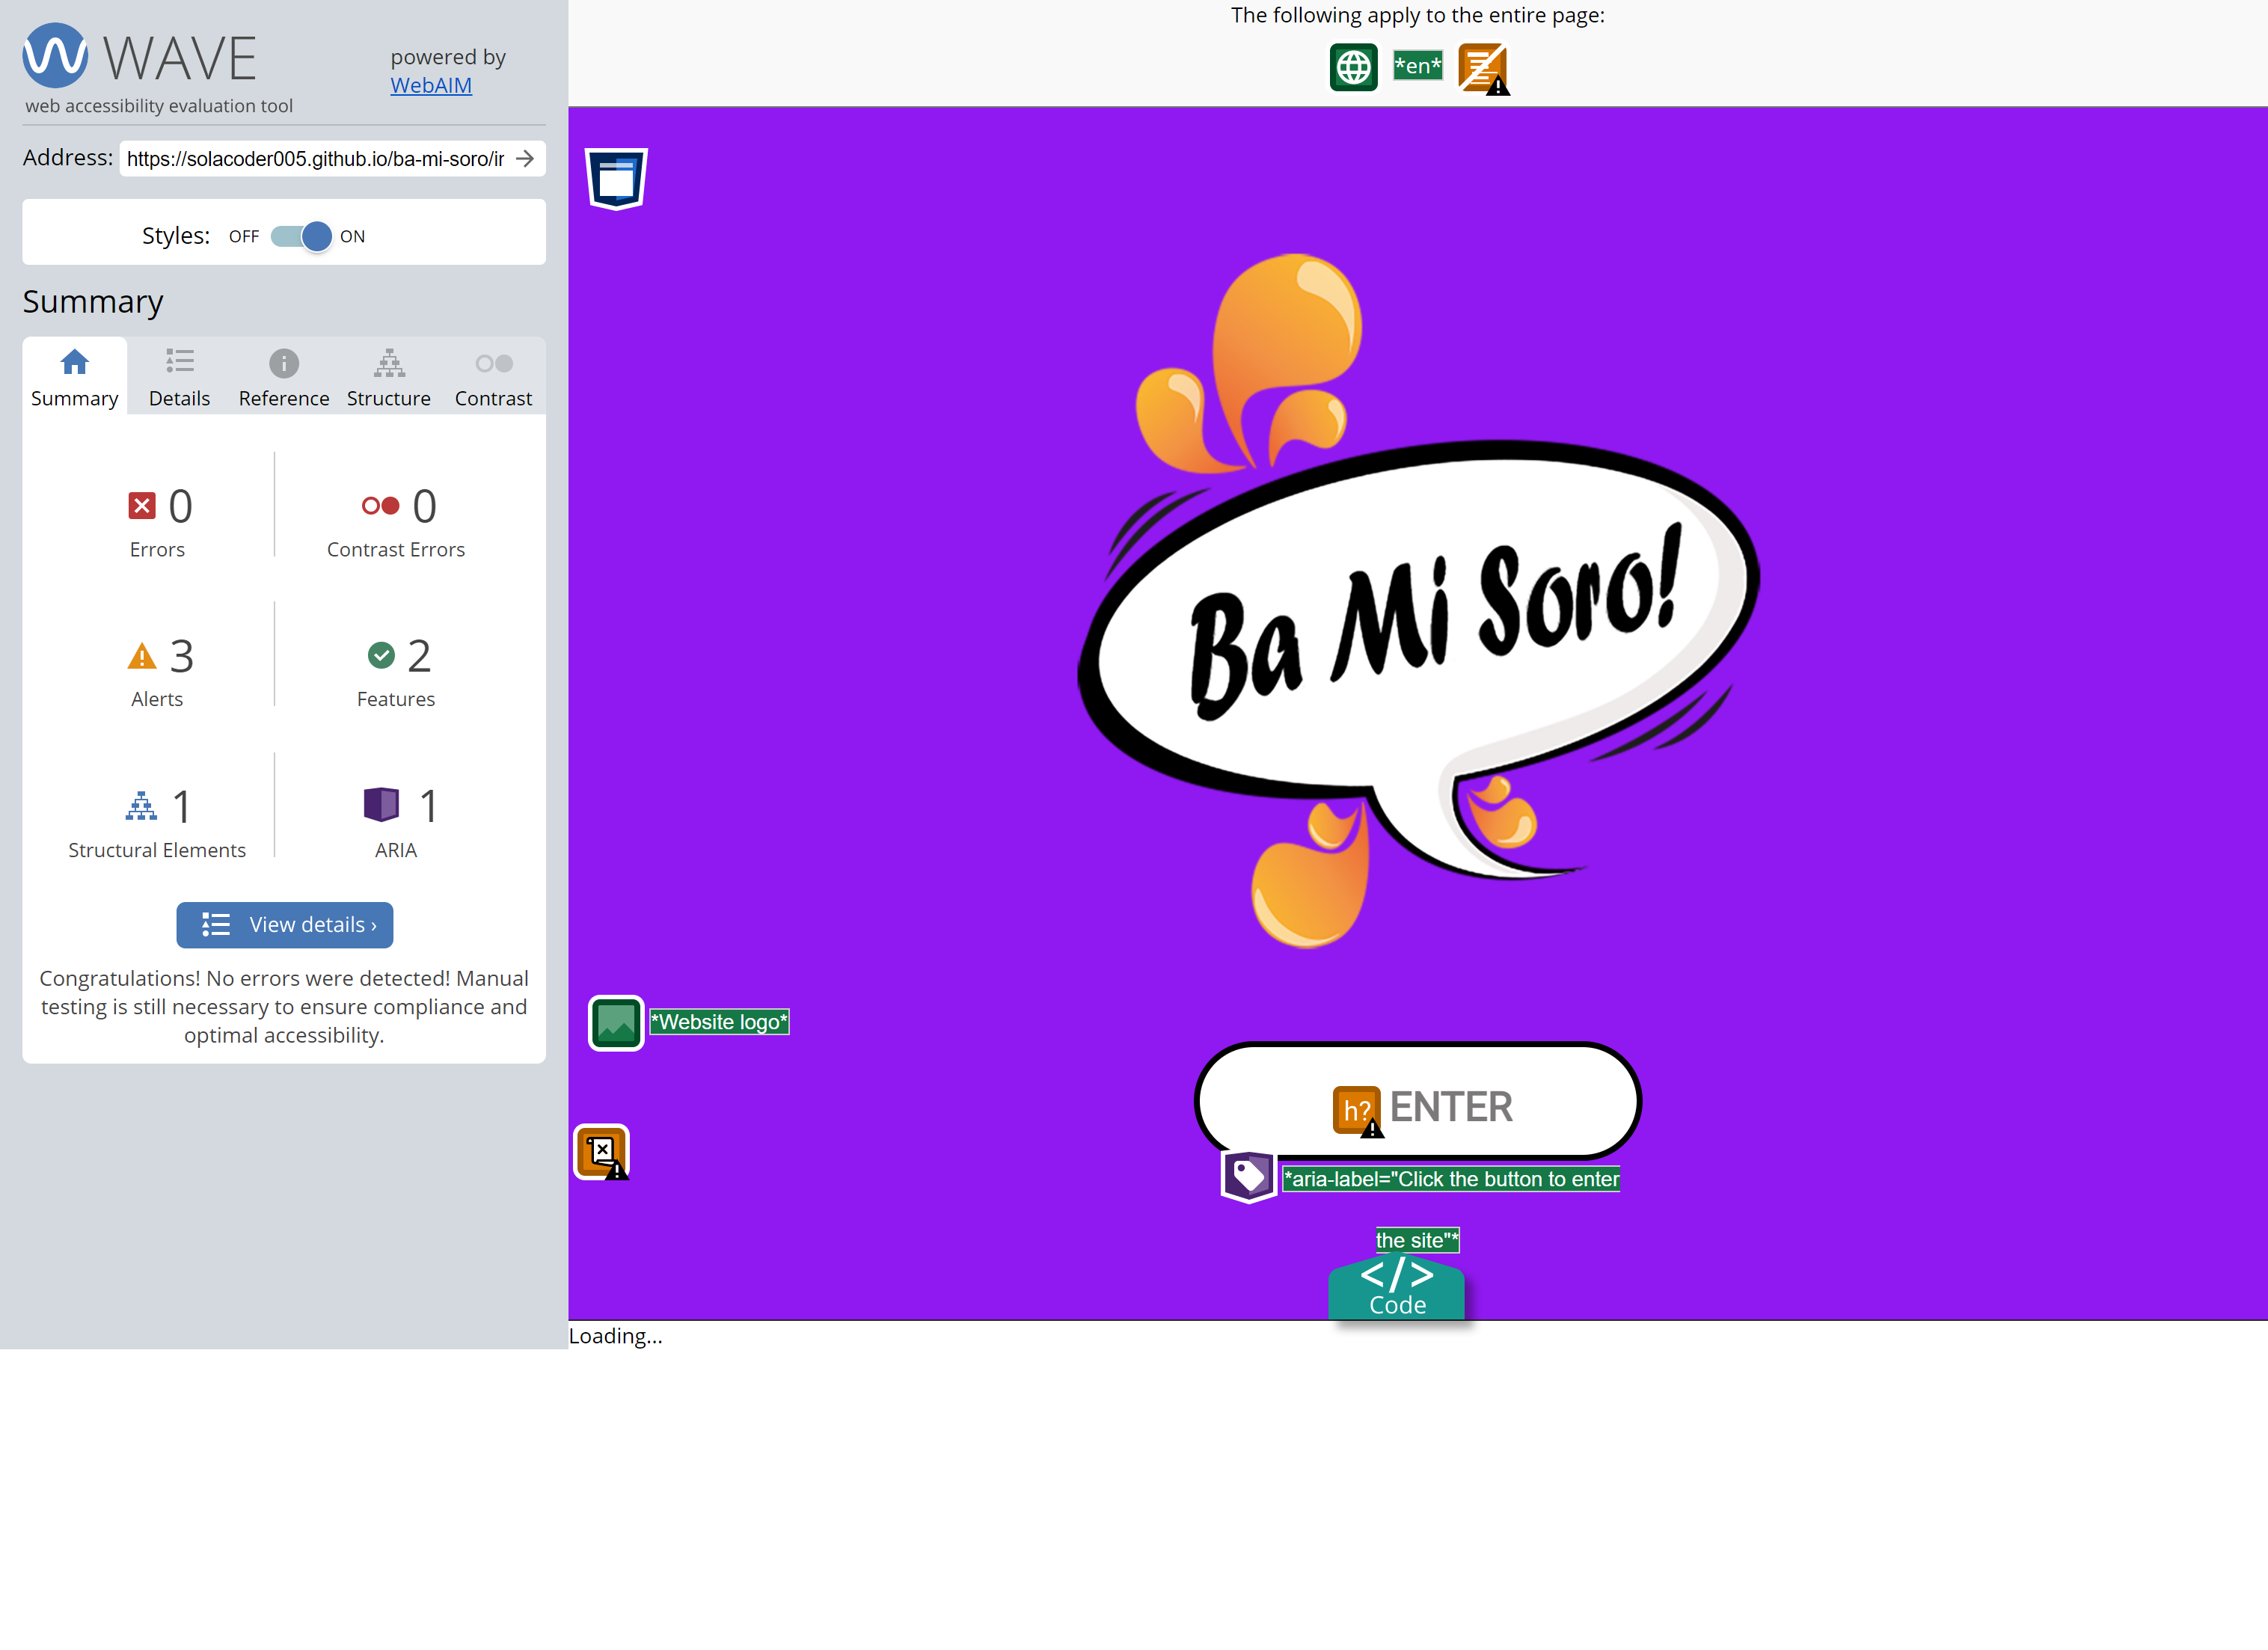 WAVE
powered by
WebAIM
web accessibility evaluation tool
Address: https://solacoder005.github.io/ba-mi-soro/ir
Styles: OFF ON
Summary
Summary Details Reference Structure Contrast
0 0
Errors Contrast Errors
3 2
Alerts Features
1 1
Structural Elements ARIA
View details ›
Congratulations! No errors were detected! Manual
testing is still necessary to ensure compliance and
optimal accessibility.
The following apply to the entire page:
*en*
Ba Mi Soro!
*Website logo*
h? ENTER
*aria-label="Click the button to enter
the site"*
</>
Code
Loading...